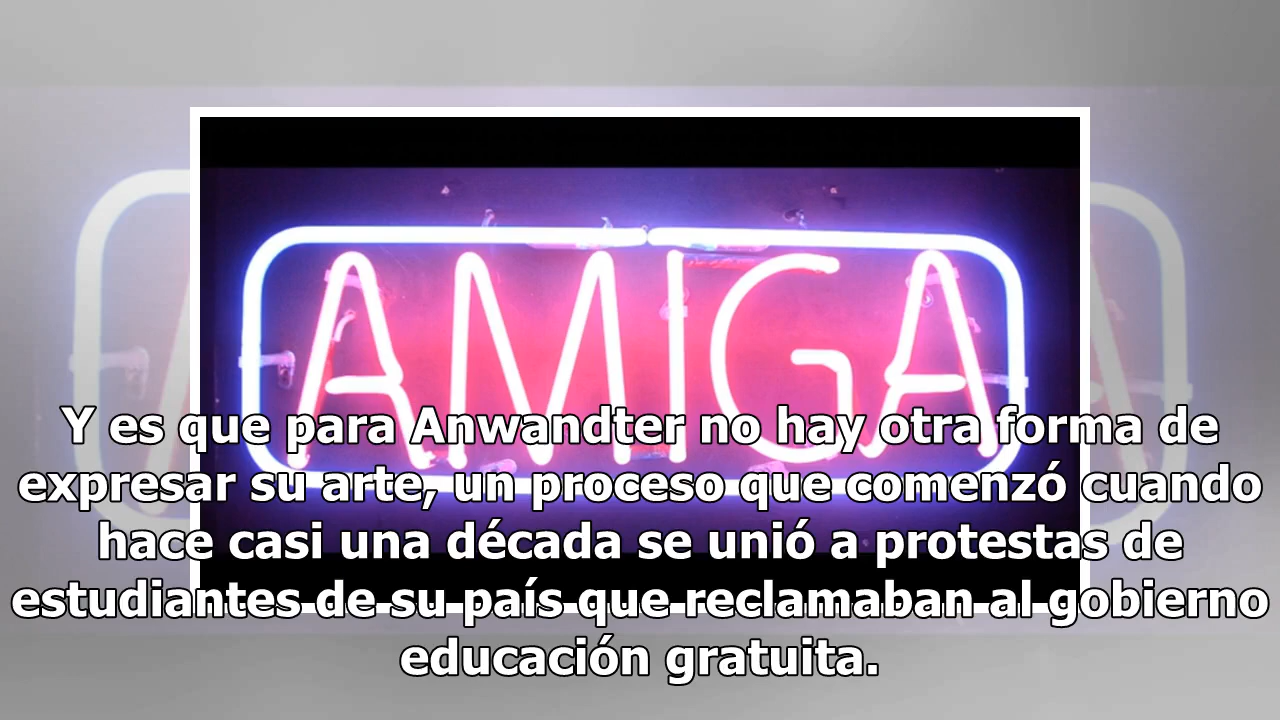 AMIGA
Y es que para Anwandter no hay otra forma de
expresar su arte, un proceso que comenzó cuando
hace casi una década se unió a protestas de
estudiantes de su país que reclamaban al gobierno
educación gratuita.